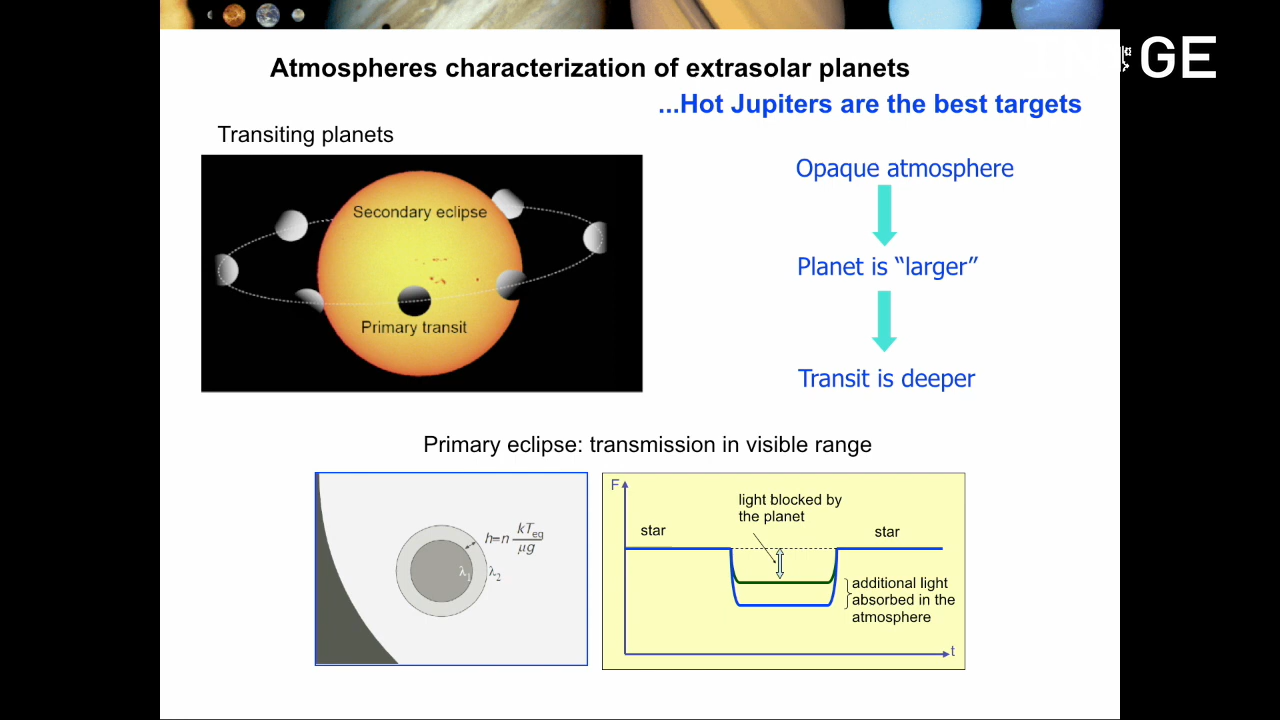 Atmospheres characterization of extrasolar planets
GE
...Hot Jupiters are the best targets
Transiting planets
Secondary eclipse
Primary transit
Opaque atmosphere
Planet is “larger”
Transit is deeper
Primary eclipse: transmission in visible range
h=n kTeq
μg
λ1 λ2
F
light blocked by
the planet
star
star
additional light
absorbed in the
atmosphere
t